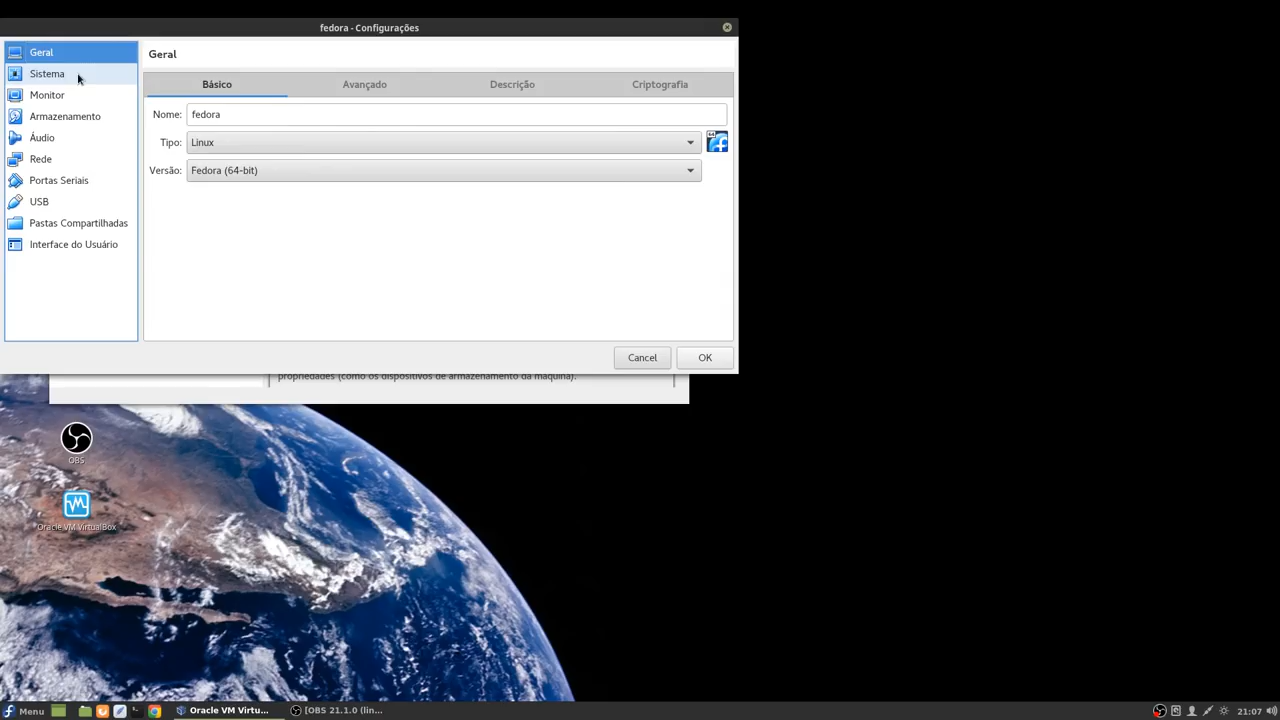 fedora - Configurações
Geral
Sistema
Monitor
Armazenamento
Áudio
Rede
Portas Seriais
USB
Pastas Compartilhadas
Interface do Usuário
Geral
Básico Avançado Descrição Criptografia
Nome: fedora
Tipo: Linux
64
Versão: Fedora (64-bit)
Cancel OK
propriedades (como os dispositivos de armazenamento da máquina).
OBS
Oracle VM VirtualBox
Menu Oracle VM Virtu... [OBS 21.1.0 (lin... 21:07